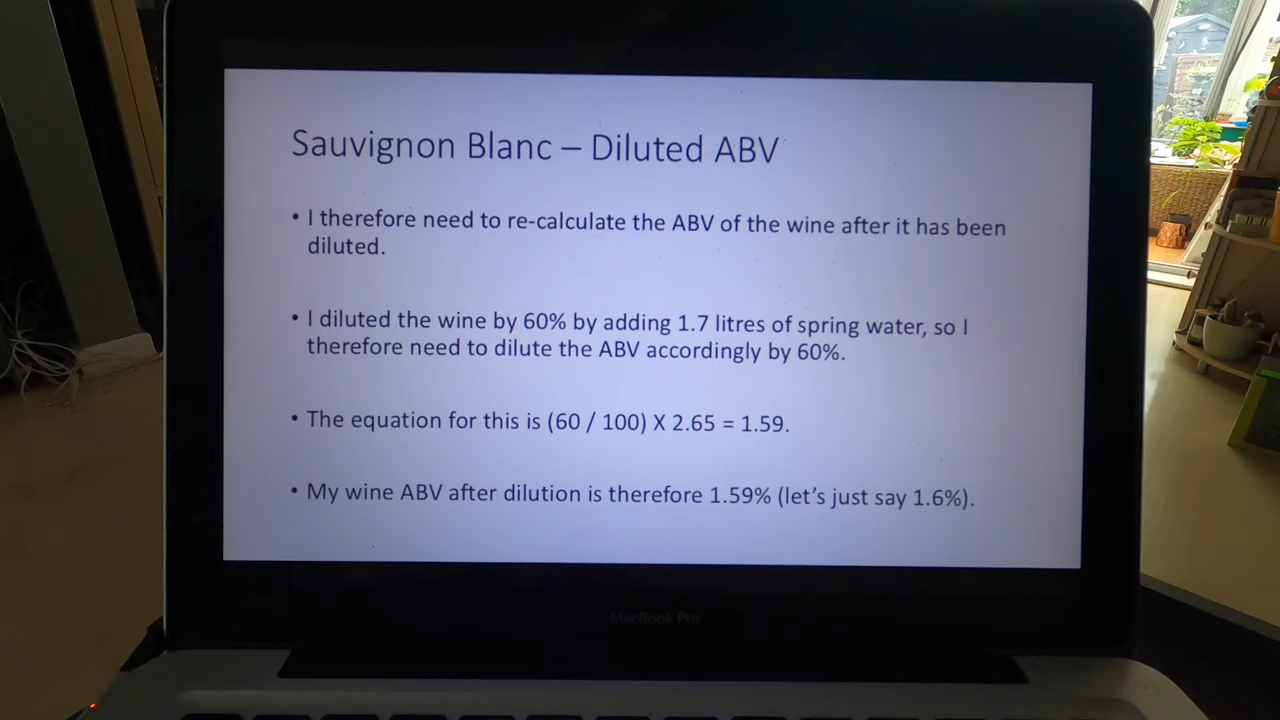 Sauvignon Blanc – Diluted ABV
• I therefore need to re-calculate the ABV of the wine after it has been
diluted.
• I diluted the wine by 60% by adding 1.7 litres of spring water, so I
therefore need to dilute the ABV accordingly by 60%.
• The equation for this is (60 / 100) X 2.65 = 1.59.
• My wine ABV after dilution is therefore 1.59% (let’s just say 1.6%).
MacBook Pro